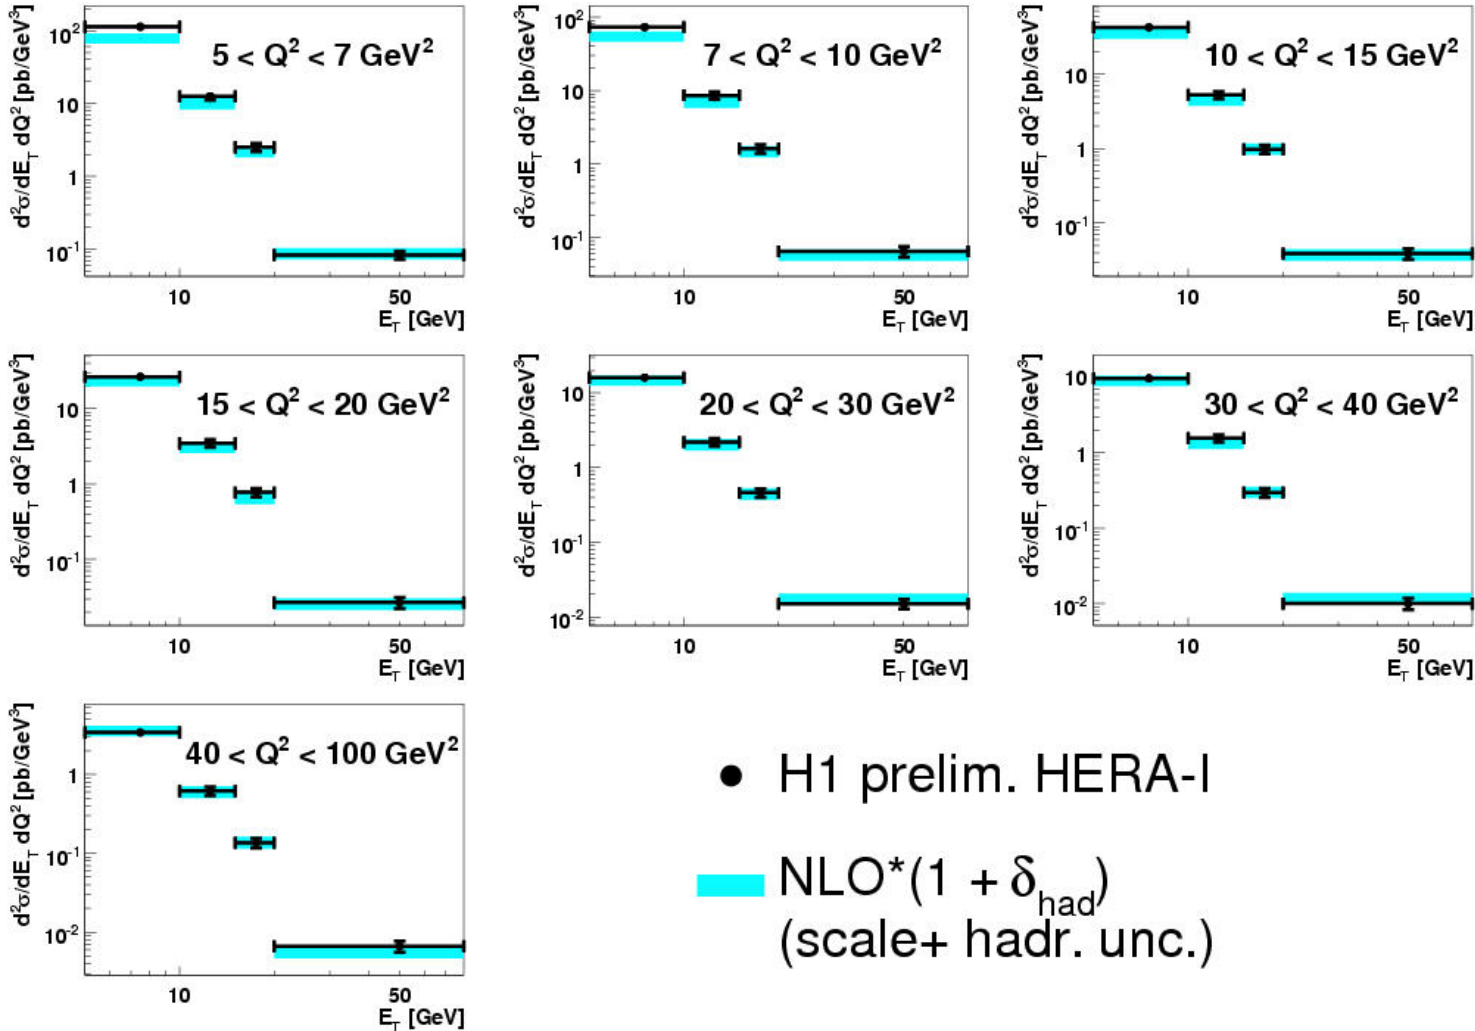 d²σ/dE_T dQ² [pb/GeV³]
10²
10
1
10⁻¹
5 < Q² < 7 GeV²
10 50
E_T [GeV]
d²σ/dE_T dQ² [pb/GeV³]
10²
10
1
10⁻¹
7 < Q² < 10 GeV²
10 50
E_T [GeV]
d²σ/dE_T dQ² [pb/GeV³]
10
1
10⁻¹
10 < Q² < 15 GeV²
10 50
E_T [GeV]
d²σ/dE_T dQ² [pb/GeV³]
10
1
10⁻¹
15 < Q² < 20 GeV²
10 50
E_T [GeV]
d²σ/dE_T dQ² [pb/GeV³]
10
1
10⁻¹
10⁻²
20 < Q² < 30 GeV²
10 50
E_T [GeV]
d²σ/dE_T dQ² [pb/GeV³]
10
1
10⁻¹
10⁻²
30 < Q² < 40 GeV²
10 50
E_T [GeV]
d²σ/dE_T dQ² [pb/GeV³]
1
10⁻¹
10⁻²
40 < Q² < 100 GeV²
10 50
E_T [GeV]
H1 prelim. HERA-I
NLO*(1 + δ_had)
(scale+ hadr. unc.)